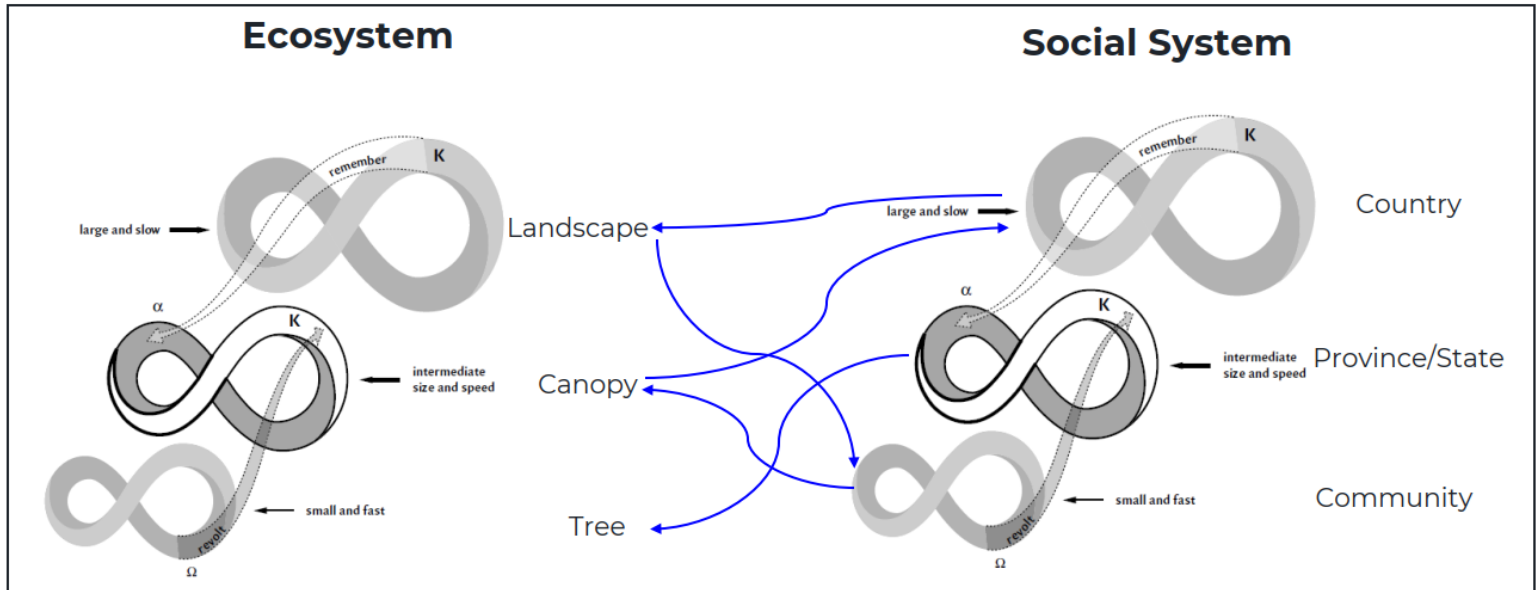 Ecosystem
Social System
remember
K
large and slow
Landscape
α
K
intermediate
size and speed
Canopy
small and fast
Tree
revolt
Ω
remember
K
large and slow
Country
α
K
intermediate
size and speed
Province/State
small and fast
Community
revolt
Ω